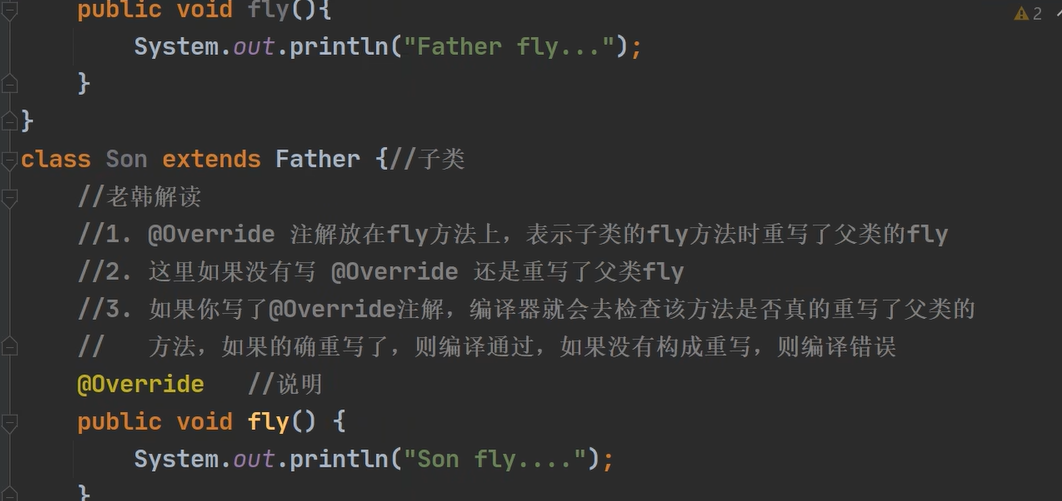 public void fly(){
2
System.out.println("Father fly...");
}
}
class Son extends Father {//子类
//老韩解读
//1. @Override 注解放在fly方法上，表示子类的fly方法时重写了父类的fly
//2. 这里如果没有写 @Override 还是重写了父类fly
//3. 如果你写了@Override注解，编译器就会去检查该方法是否真的重写了父类的
//   方法，如果的确重写了，则编译通过，如果没有构成重写，则编译错误
@Override   //说明
public void fly() {
System.out.println("Son fly....");
}